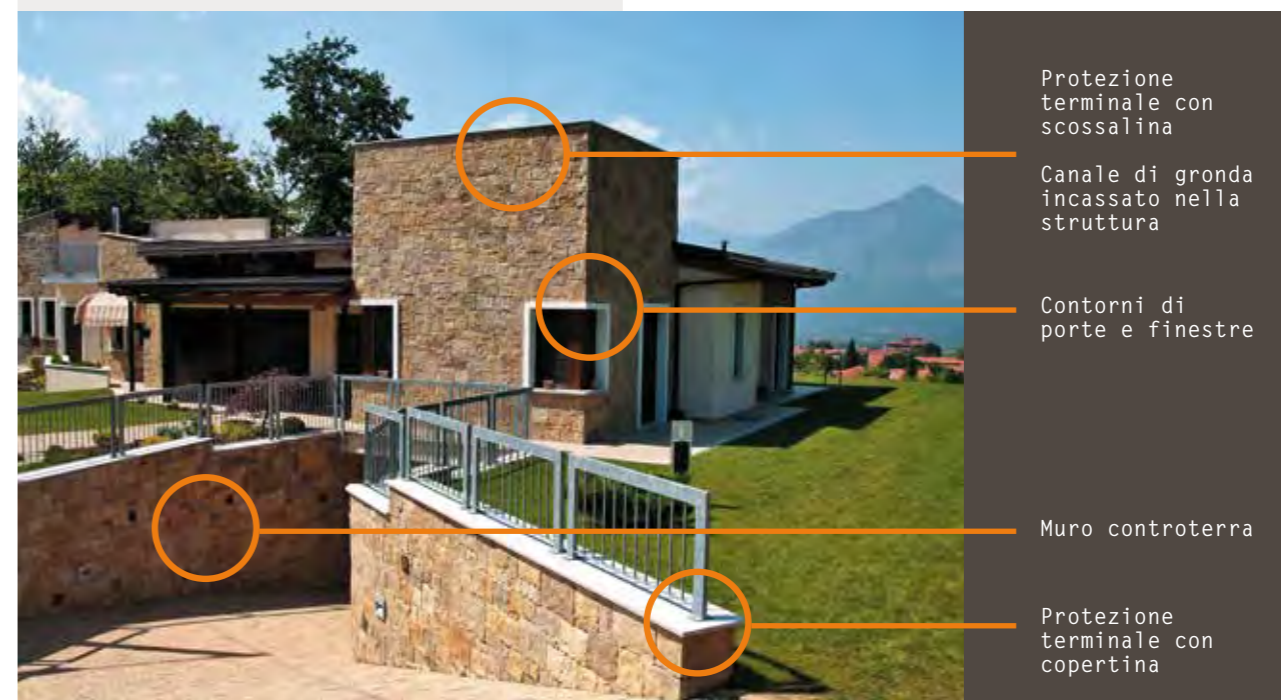 Protezione
terminale con
scossalina
Canale di gronda
incassato nella
struttura
Contorni di
porte e finestre
Muro controterra
Protezione
terminale con
copertina